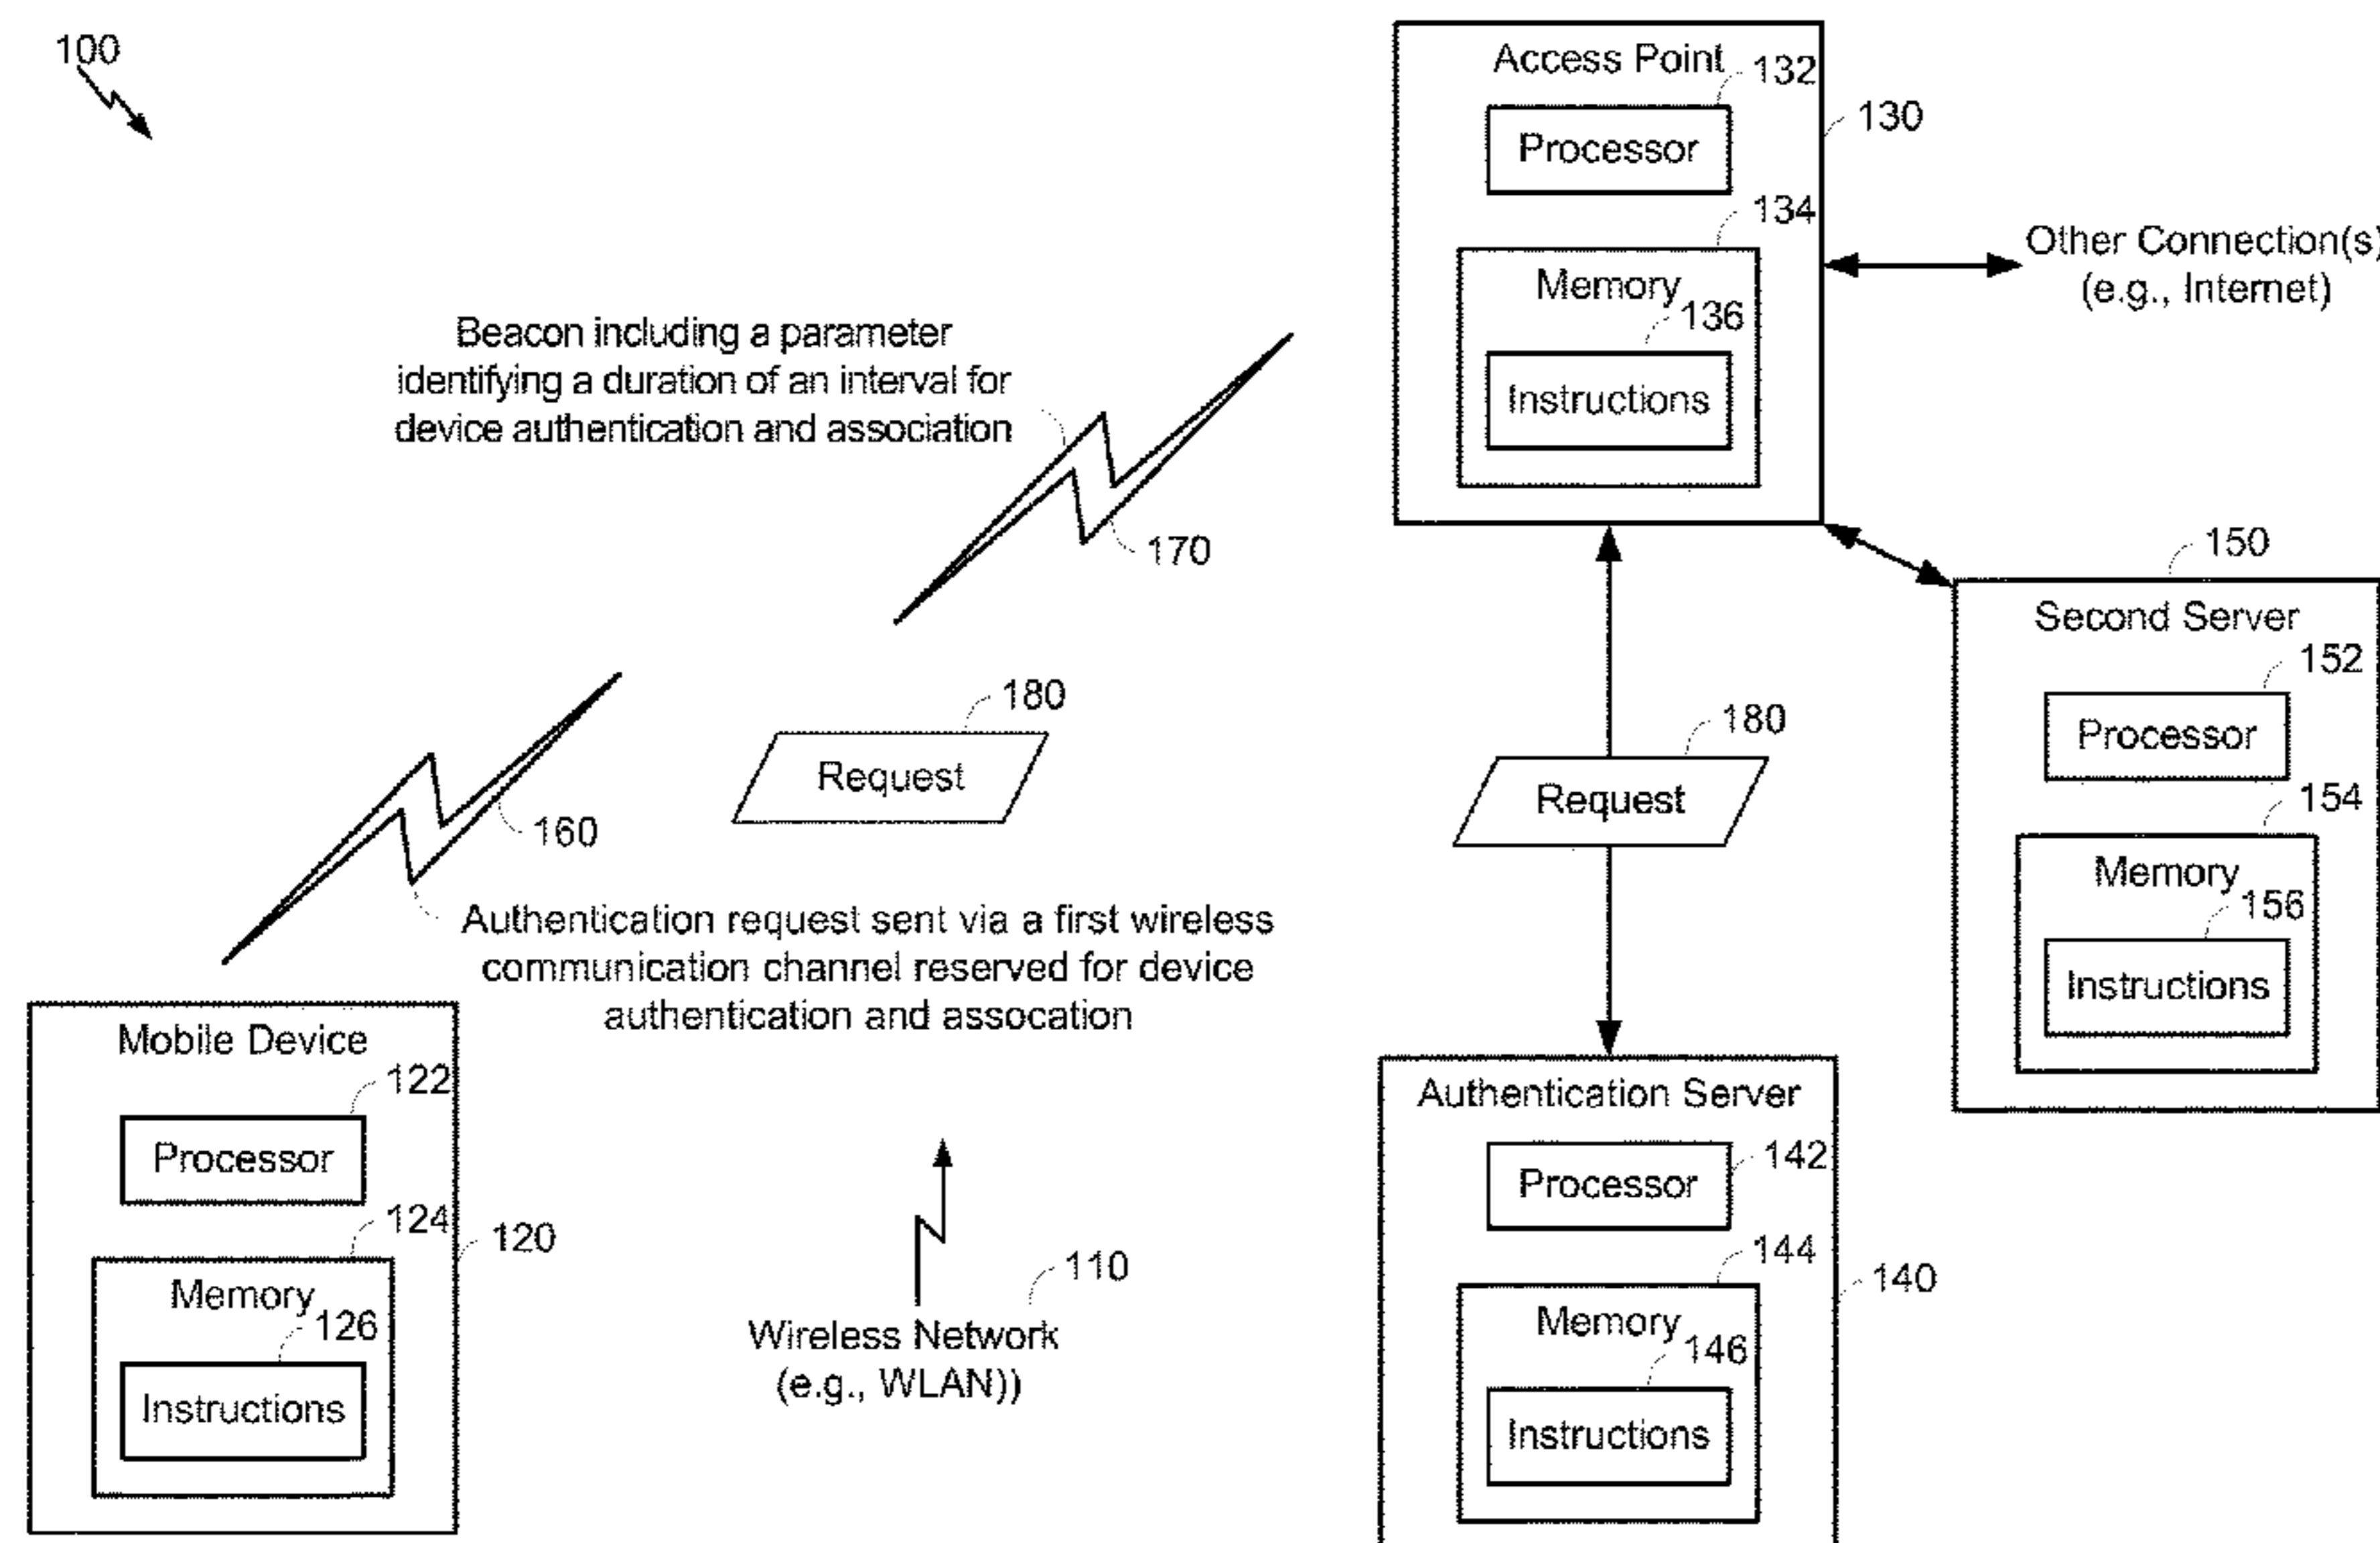 100
Access Point
132
Processor
130
134
Memory
136
Instructions
Other Connection(s)
(e.g., Internet)
Beacon including a parameter
identifying a duration of an interval for
device authentication and association
170
150
Second Server
152
Processor
154
Memory
156
Instructions
180
Request
180
Request
160
Authentication request sent via a first wireless
communication channel reserved for device
authentication and assocation
Mobile Device
122
Processor
124
120
Memory
126
Instructions
110
Wireless Network
(e.g., WLAN))
Authentication Server
142
Processor
144
140
Memory
146
Instructions